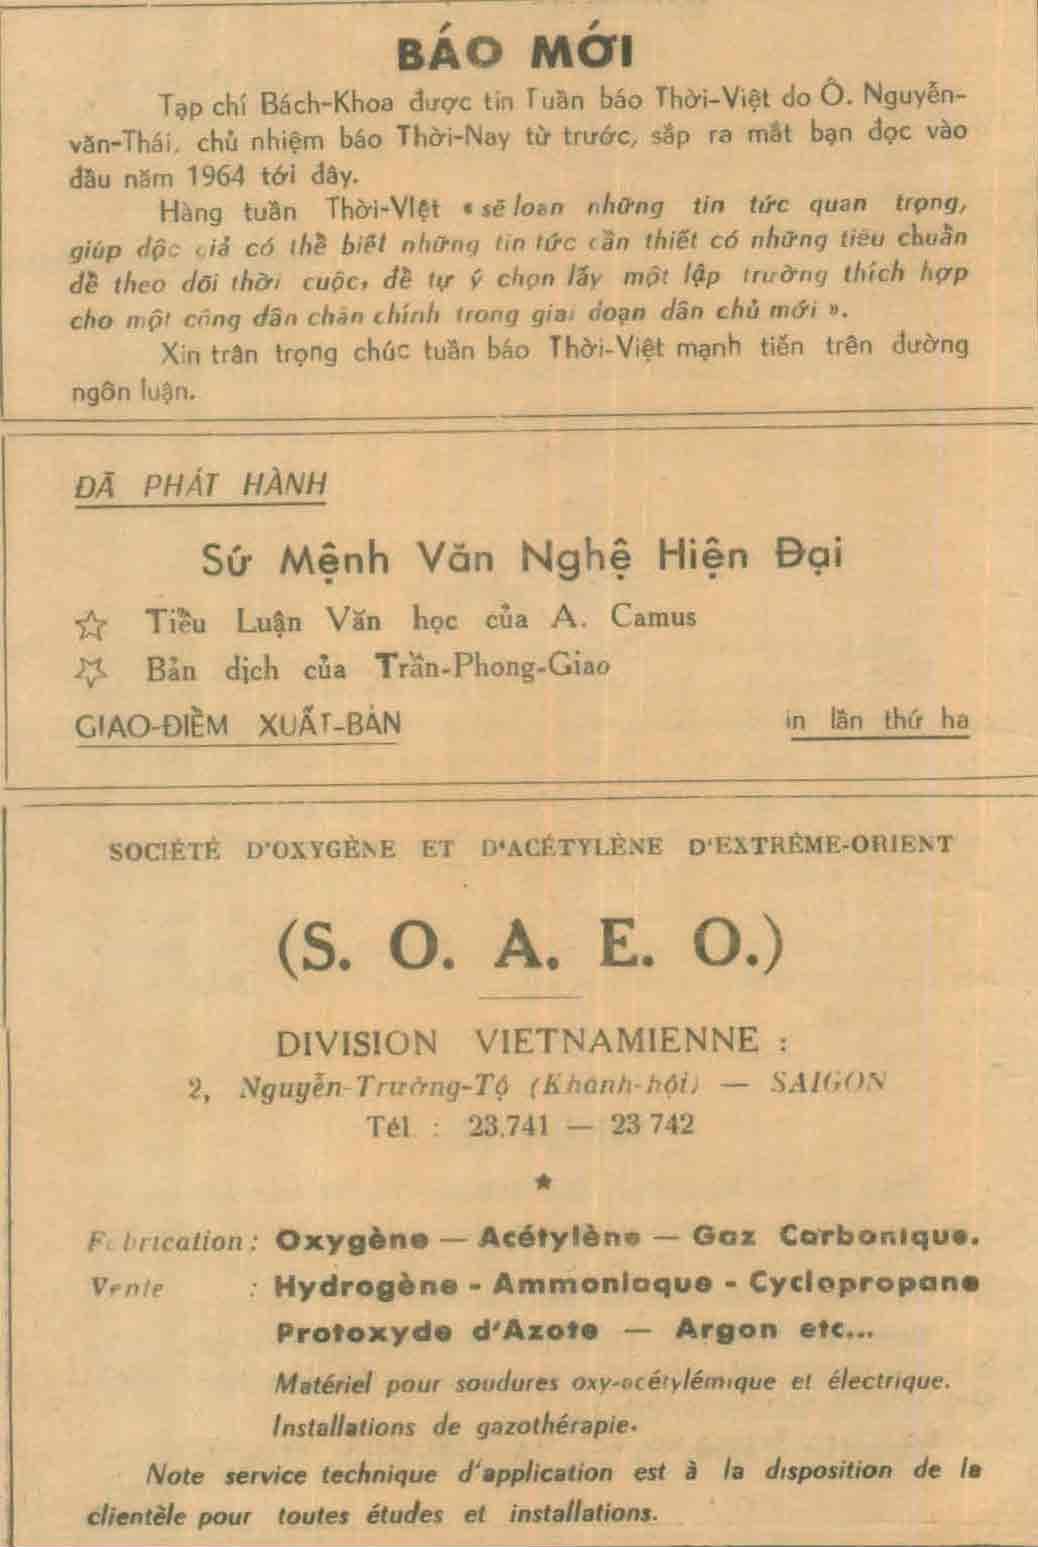 BÁO MỚI
Tạp chí Bách-Khoa được tin Tuần báo Thời-Việt do Ô. Nguyễn-
văn-Thái, chủ nhiệm báo Thời-Nay từ trước, sắp ra mắt bạn đọc vào
đầu năm 1964 tới đây.
Hàng tuần Thời-Việt « sẽ loan những tin tức quan trọng,
giúp độc giả có thể biết những tin tức cần thiết có những tiêu chuẩn
để theo dõi thời cuộc, để tự ý chọn lấy một lập trường thích hợp
cho một công dân chân chính trong giai đoạn dân chủ mới ».
Xin trân trọng chúc tuần báo Thời-Việt mạnh tiến trên đường
ngôn luận.
ĐÃ PHÁT HÀNH
Sứ Mệnh Văn Nghệ Hiện Đại
☆ Tiểu Luận Văn học của A. Camus
☆ Bản dịch của Trần-Phong-Giao
GIAO-ĐIỂM XUẤT-BẢN in lần thứ ha
SOCIÉTÉ D'OXYGÈNE ET D'ACÉTYLÈNE D'EXTRÊME-ORIENT
(S. O. A. E. O.)
DIVISION VIETNAMIENNE :
2, Nguyễn-Trường-Tộ (Khánh-hội) — SAIGON
Tél : 23.741 — 23 742
★
Fabrication : Oxygène — Acétylène — Gaz Carbonique.
Vente : Hydrogène - Ammoniaque - Cyclopropane
Protoxyde d'Azote — Argon etc...
Matériel pour soudures oxy-acétylémique et électrique.
Installations de gazothérapie.
Note service technique d'application est à la disposition de la
clientèle pour toutes études et installations.